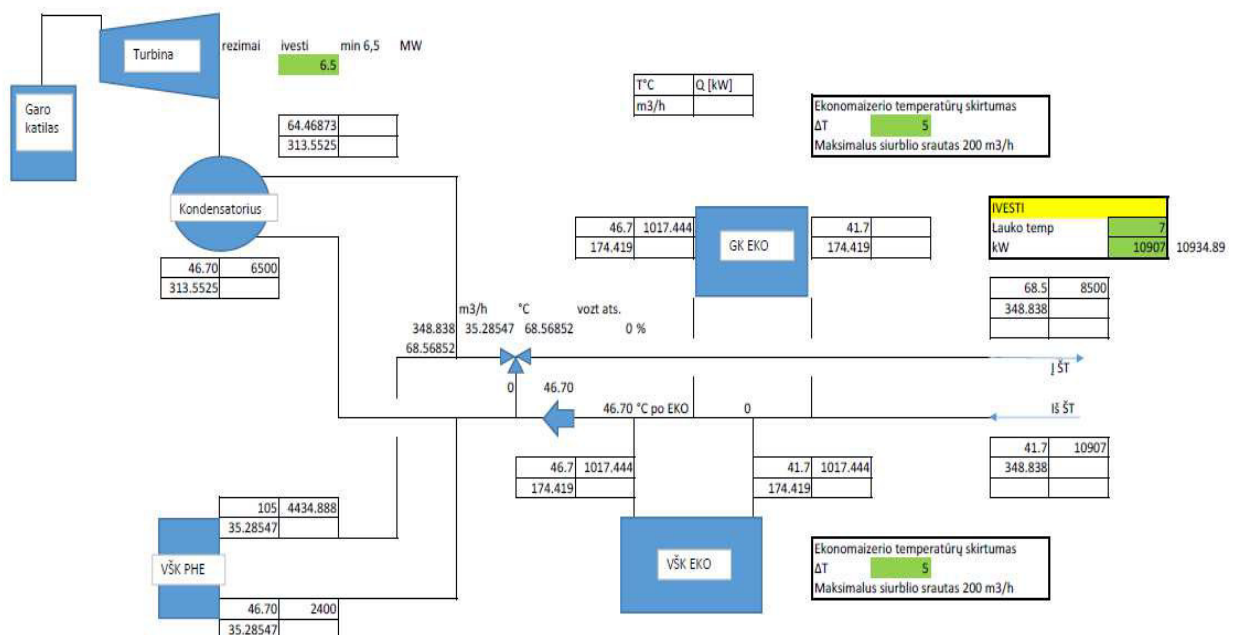 rezimai ivesti min 6,5 MW
Turbina
6.5
T°C Q [kW]
m3/h
Garo
katilas
Ekonomaizerio temperatūrų skirtumas
ΔT 5
Maksimalus siurblio srautas 200 m3/h
64.46873
313.5525
Kondensatorius
46.70 6500
313.5525
46.7 1017.444
174.419
GK EKO
41.7
174.419
IVESTI
Lauko temp 7
kW 10907 10934.89
68.5 8500
348.838
m3/h °C vozt ats.
348.838 35.28547 68.56852 0 %
68.56852
Į ŠT
0 46.70
46.70 °C po EKO 0
Iš ŠT
41.7 10907
348.838
46.7 1017.444
174.419
41.7 1017.444
174.419
105 4434.888
35.28547
VŠK PHE
46.70 2400
35.28547
VŠK EKO
Ekonomaizerio temperatūrų skirtumas
ΔT 5
Maksimalus siurblio srautas 200 m3/h